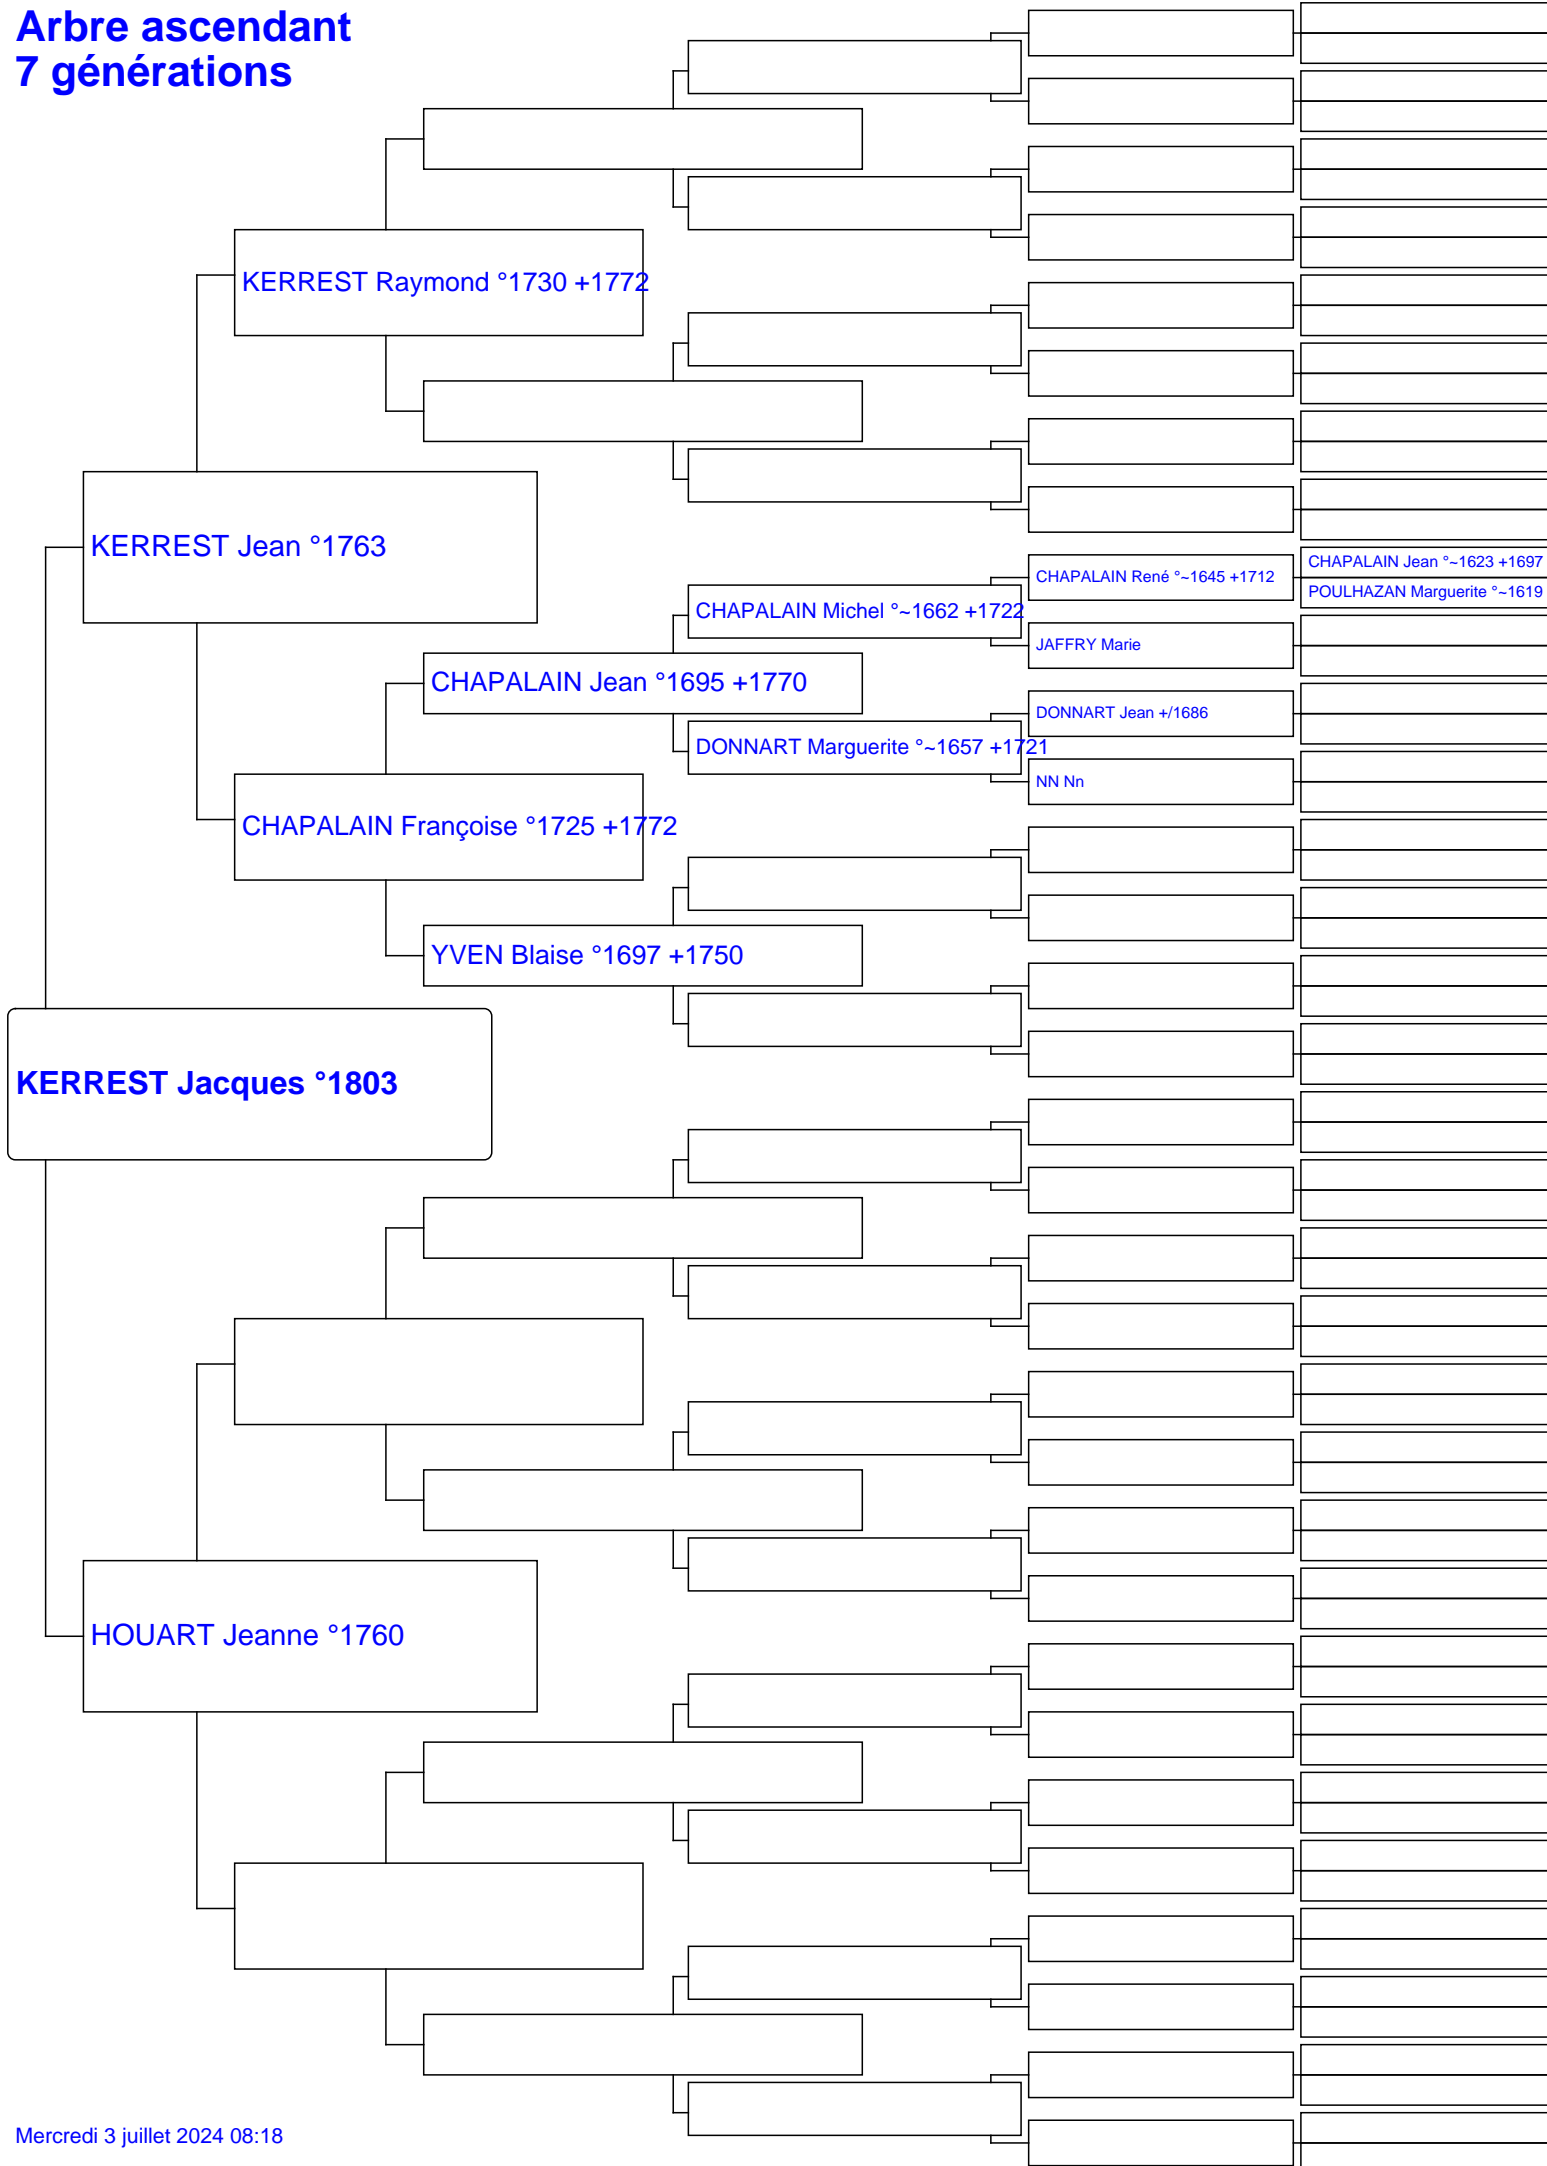 Arbre ascendant
7 générations
KERREST Raymond °1730 +1772
KERREST Jean °1763
CHAPALAIN René °~1645 +1712
CHAPALAIN Jean °~1623 +1697
POULHAZAN Marguerite °~1619
CHAPALAIN Michel °~1662 +1722
JAFFRY Marie
CHAPALAIN Jean °1695 +1770
DONNART Jean +/1686
DONNART Marguerite °~1657 +1721
NN Nn
CHAPALAIN Françoise °1725 +1772
YVEN Blaise °1697 +1750
KERREST Jacques °1803
HOUART Jeanne °1760
Mercredi 3 juillet 2024 08:18